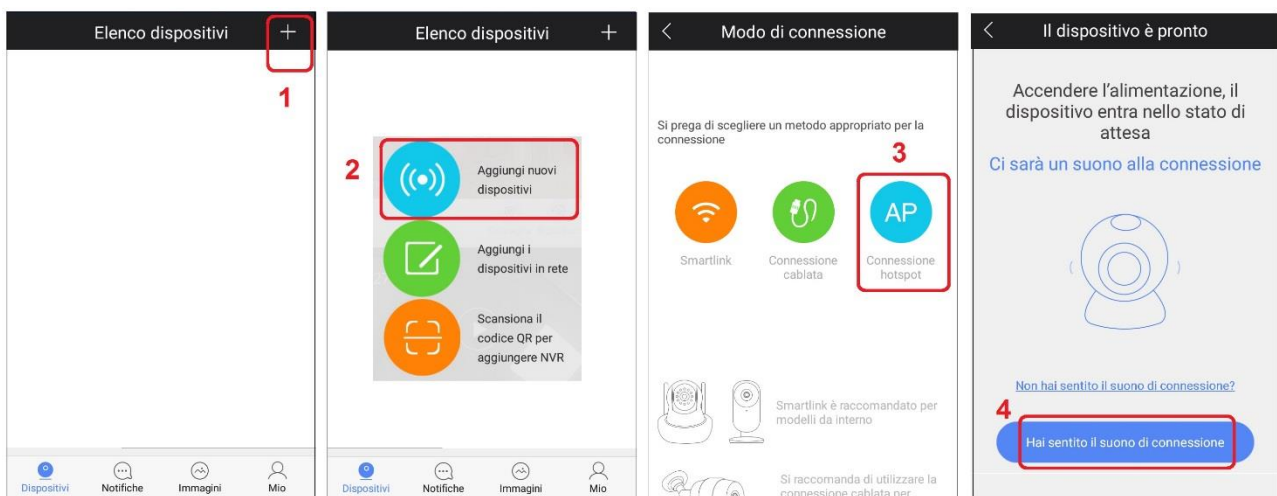 Elenco dispositivi
+
1
Dispositivi
Notifiche
Immagini
Mio
Elenco dispositivi
+
2
Aggiungi nuovi
dispositivi
Aggiungi i
dispositivi in rete
Scansiona il
codice QR per
aggiungere NVR
Dispositivi
Notifiche
Immagini
Mio
Modo di connessione
Si prega di scegliere un metodo appropriato per la
connessione
3
AP
Smartlink
Connessione
cablata
Connessione
hotspot
Smartlink è raccomandato per
modelli da interno
Si raccomanda di utilizzare la
connessione cablata per
Il dispositivo è pronto
Accendere l'alimentazione, il
dispositivo entra nello stato di
attesa
Ci sarà un suono alla connessione
Non hai sentito il suono di connessione?
4
Hai sentito il suono di connessione